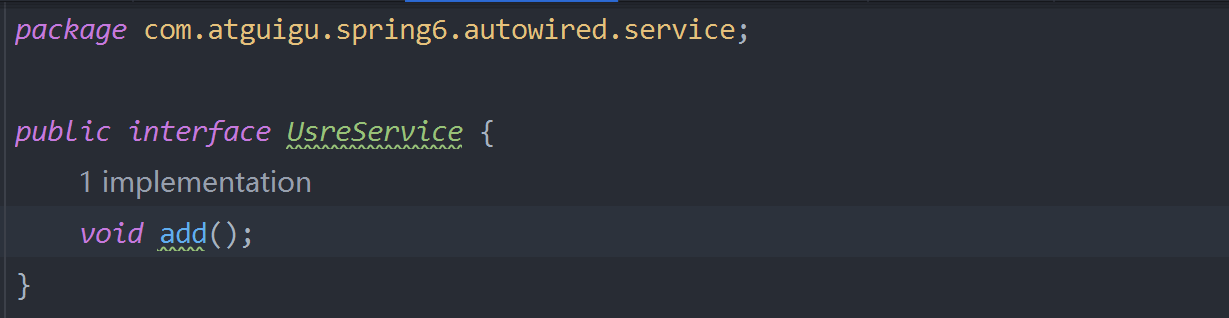 package com.atguigu.spring6.autowired.service;
public interface UsreService {
1 implementation
void add();
}